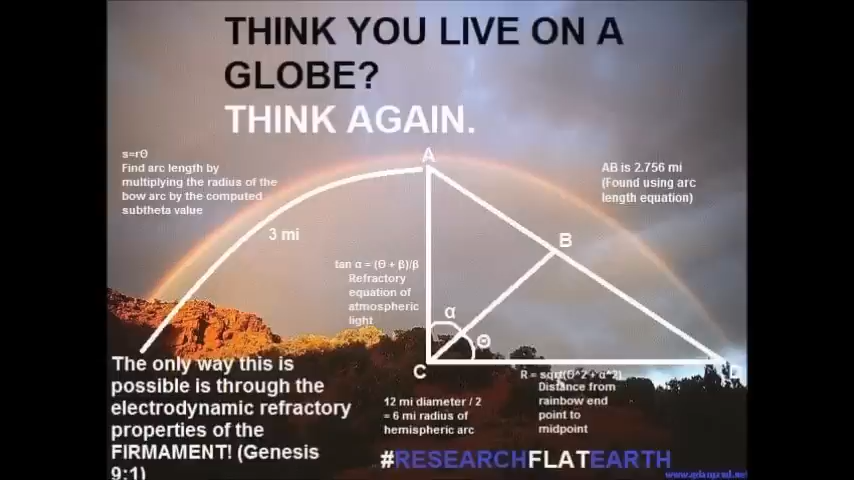 THINK YOU LIVE ON A
GLOBE?
THINK AGAIN.
s=rΘ
Find arc length by
multiplying the radius of the
bow arc by the computed
subtheta value
A
AB is 2.756 mi
(Found using arc
length equation)
3 mi
B
tan α = (Θ + β)/β
Refractory
equation of
atmospheric
light
α
Θ
C
D
The only way this is
possible is through the
electrodynamic refractory
properties of the
FIRMAMENT! (Genesis
9:1)
12 mi diameter / 2
= 6 mi radius of
hemispheric arc
R = sqrt(Θ^2 + α^2)
Distance from
rainbow end
point to
midpoint
#RESEARCHFLATEARTH